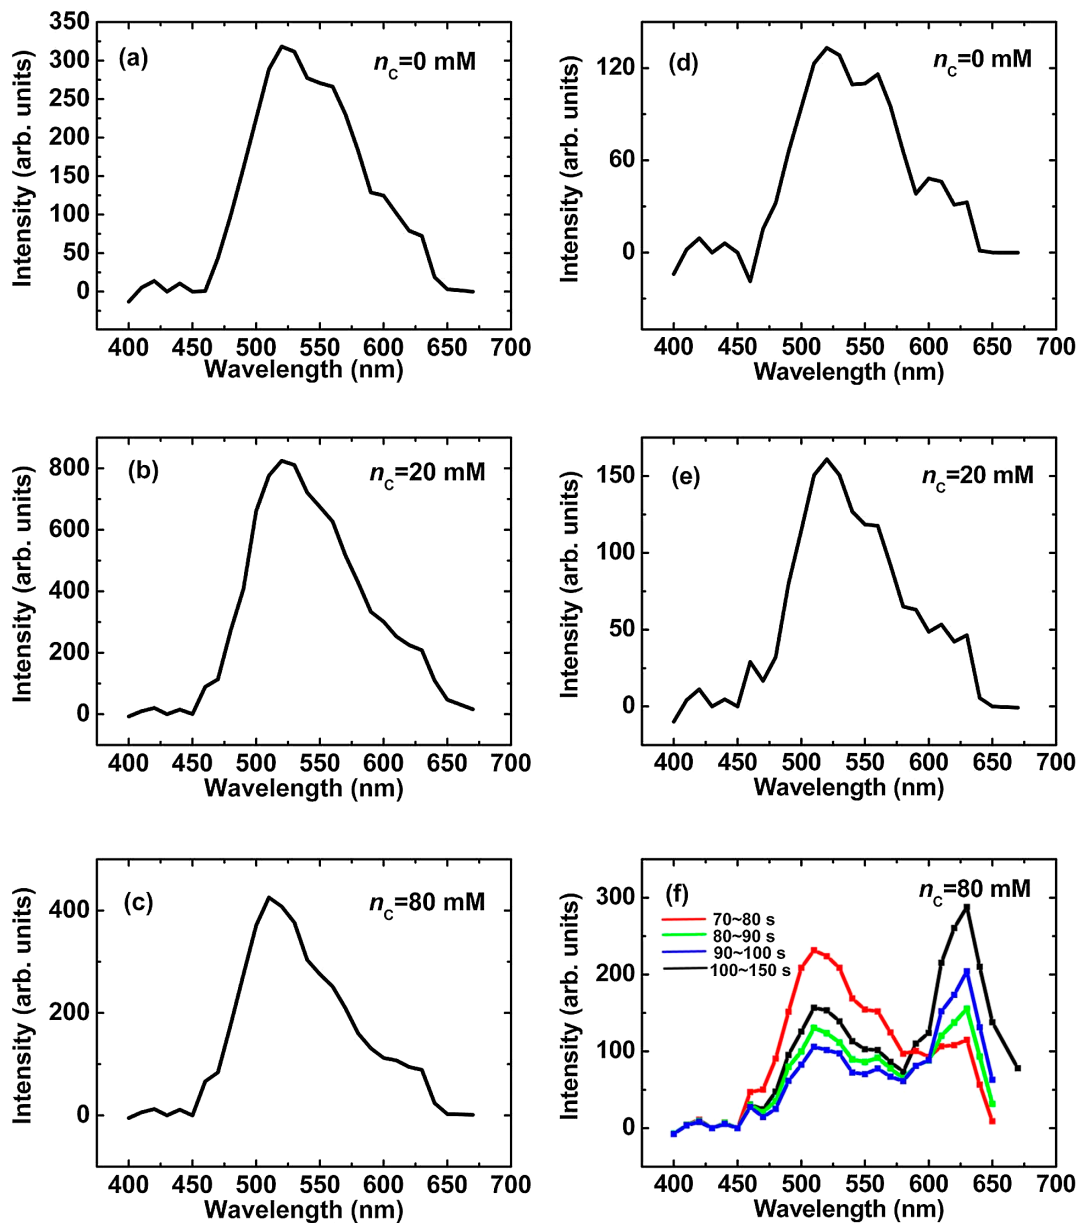 (a)
n_C=0 mM
Intensity (arb. units)
350
300
250
200
150
100
50
0
400 450 500 550 600 650 700
Wavelength (nm)
(d)
n_C=0 mM
Intensity (arb. units)
120
60
0
400 450 500 550 600 650 700
Wavelength (nm)
(b)
n_C=20 mM
Intensity (arb. units)
800
600
400
200
0
400 450 500 550 600 650 700
Wavelength (nm)
(e)
n_C=20 mM
Intensity (arb. units)
150
100
50
0
400 450 500 550 600 650 700
Wavelength (nm)
(c)
n_C=80 mM
Intensity (arb. units)
400
200
0
400 450 500 550 600 650 700
Wavelength (nm)
(f)
n_C=80 mM
70~80 s
80~90 s
90~100 s
100~150 s
Intensity (arb. units)
300
200
100
0
400 450 500 550 600 650 700
Wavelength (nm)